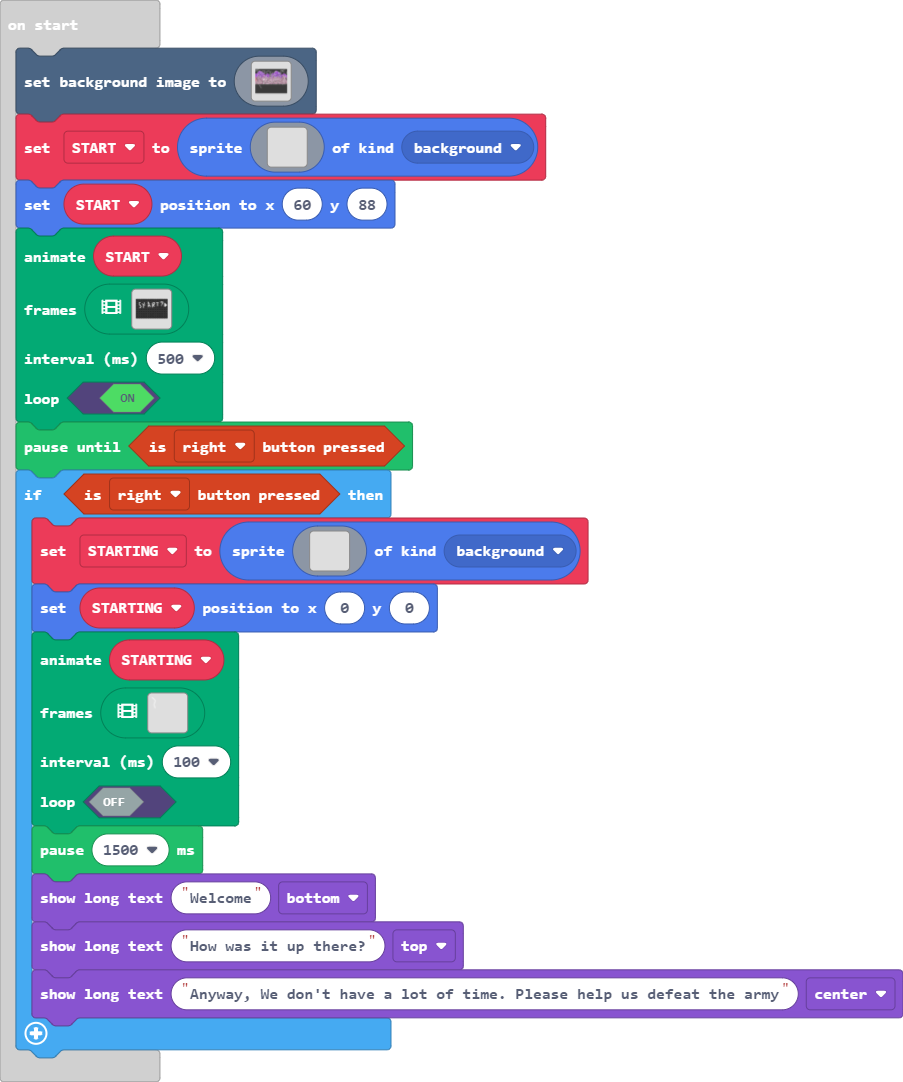 on start
set background image to
set START to sprite of kind background
set START position to x 60 y 88
animate START
frames
interval (ms) 500
loop ON
pause until is right button pressed
if is right button pressed then
set STARTING to sprite of kind background
set STARTING position to x 0 y 0
animate STARTING
frames
interval (ms) 100
loop OFF
pause 1500 ms
show long text "Welcome" bottom
show long text "How was it up there?" top
show long text "Anyway, We don't have a lot of time. Please help us defeat the army" center